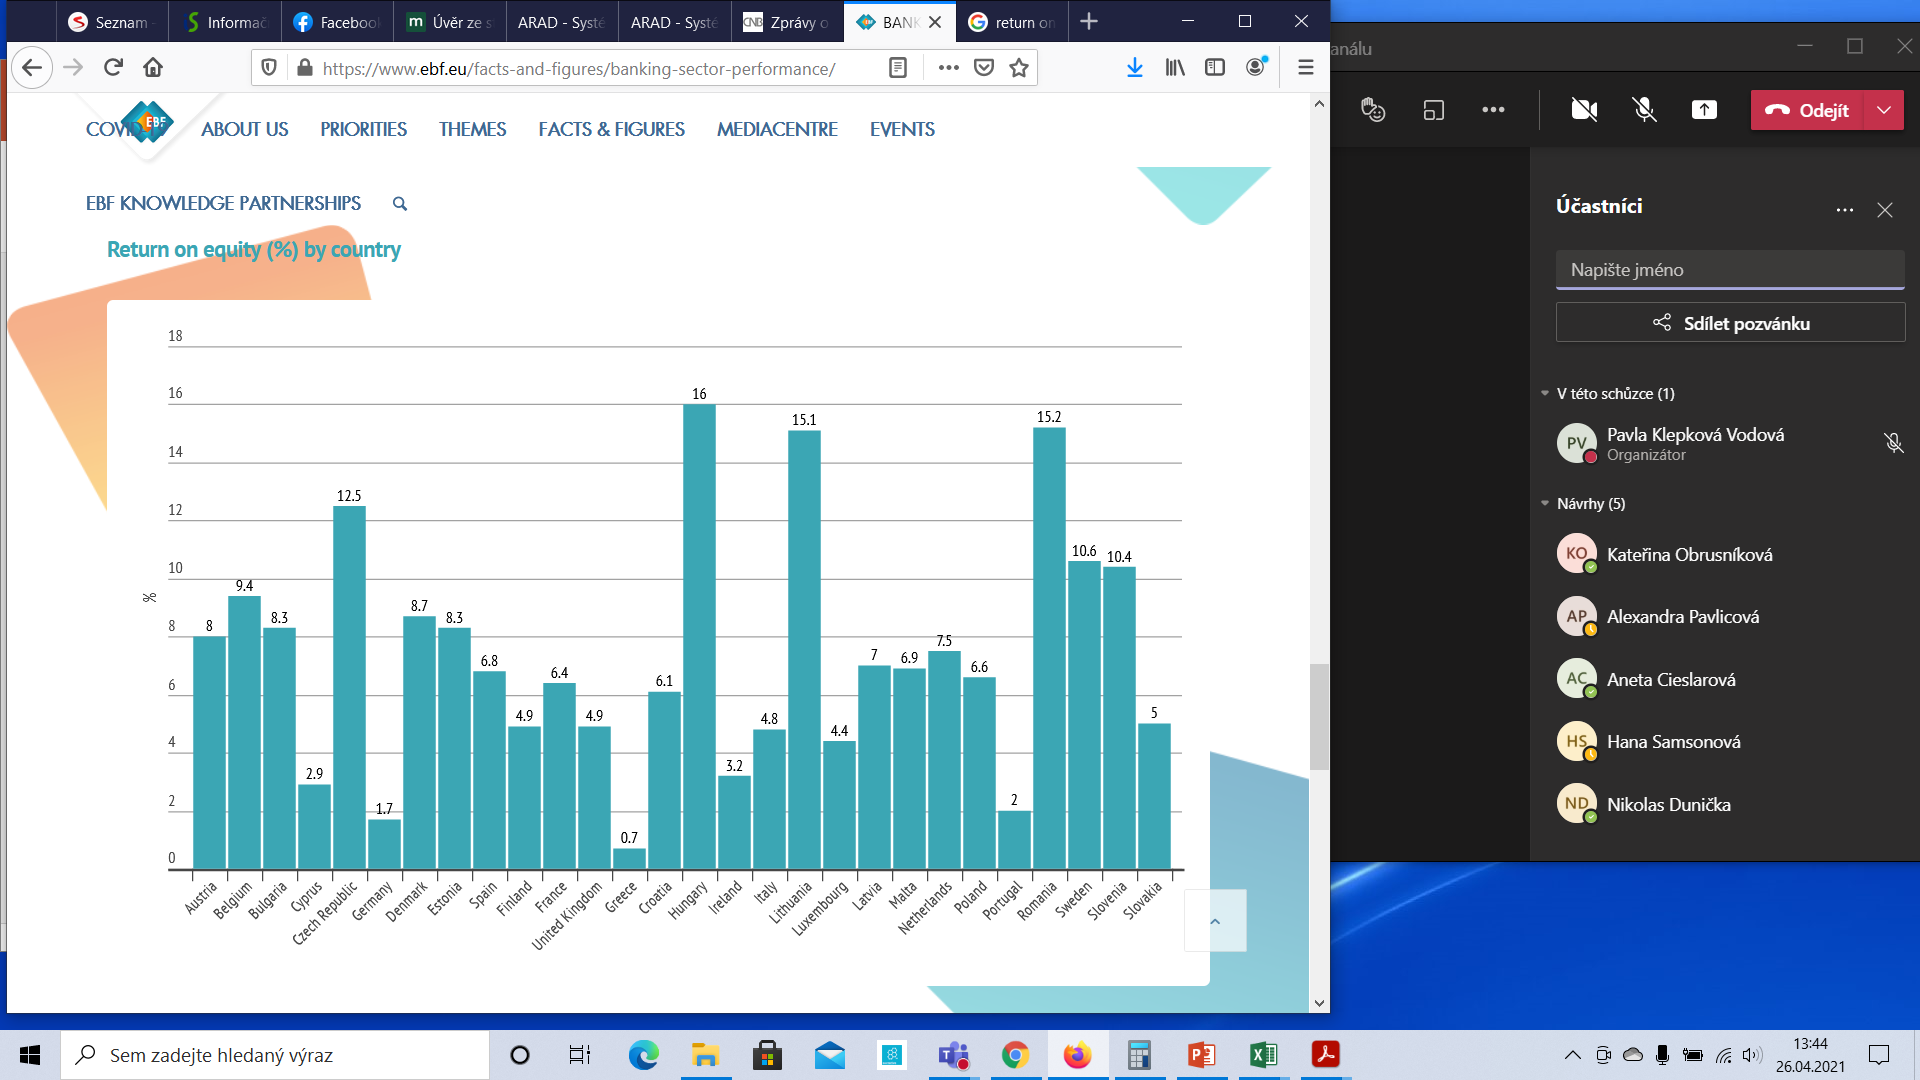 Seznam
Informač
Facebook
Úvěr ze s
ARAD - Systé
ARAD - Systé
Zprávy o
BANK
return on
https://www.ebf.eu/facts-and-figures/banking-sector-performance/
EBF
ABOUT US
PRIORITIES
THEMES
FACTS & FIGURES
MEDIACENTRE
EVENTS
EBF KNOWLEDGE PARTNERSHIPS
Return on equity (%) by country
18
16
14
12
10
8
6
4
2
0
%
8
9.4
8.3
2.9
12.5
1.7
8.7
8.3
6.8
4.9
6.4
4.9
0.7
6.1
16
3.2
4.8
15.1
4.4
7
6.9
7.5
6.6
2
15.2
10.6
10.4
5
Austria
Belgium
Bulgaria
Cyprus
Czech Republic
Germany
Denmark
Estonia
Spain
Finland
France
United Kingdom
Greece
Croatia
Hungary
Ireland
Italy
Lithuania
Luxembourg
Latvia
Malta
Netherlands
Poland
Portugal
Romania
Sweden
Slovenia
Slovakia
análu
Odejít
Účastníci
Napište jméno
Sdílet pozvánku
V této schůzce (1)
PV
Pavla Klepková Vodová
Organizátor
Návrhy (5)
KO
Kateřina Obrusníková
AP
Alexandra Pavlicová
AC
Aneta Cieslarová
HS
Hana Samsonová
ND
Nikolas Dunička
Sem zadejte hledaný výraz
13:44
26.04.2021